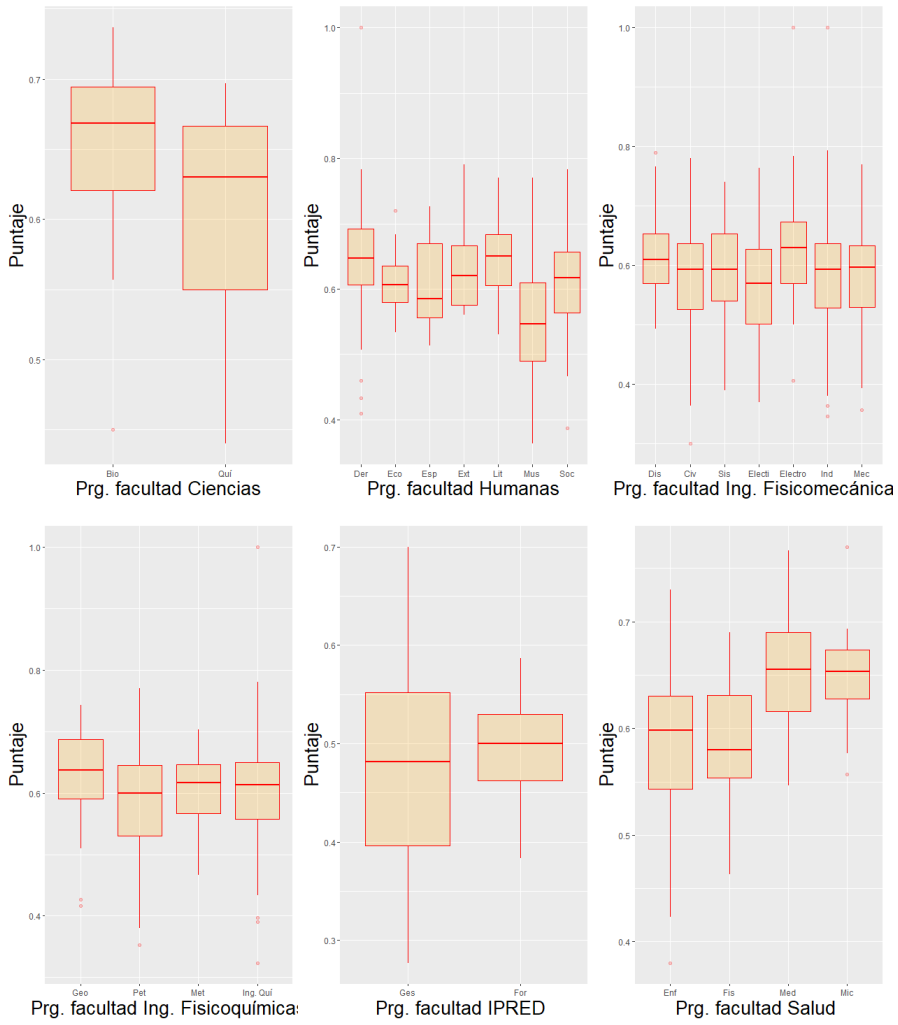 Puntaje
0.7
0.6
0.5
Bio Quí
Prg. facultad Ciencias
Puntaje
1.0
0.8
0.6
0.4
Der Eco Esp Ext Lit Mus Soc
Prg. facultad Humanas
Puntaje
1.0
0.8
0.6
0.4
Dis Civ Sis Electi Electro Ind Mec
Prg. facultad Ing. Fisicomecánica
Puntaje
1.0
0.8
0.6
0.4
Geo Pet Met Ing. Quí
Prg. facultad Ing. Fisicoquímicas
Puntaje
0.7
0.6
0.5
0.4
0.3
Ges For
Prg. facultad IPRED
Puntaje
0.7
0.6
0.5
0.4
Enf Fis Med Mic
Prg. facultad Salud